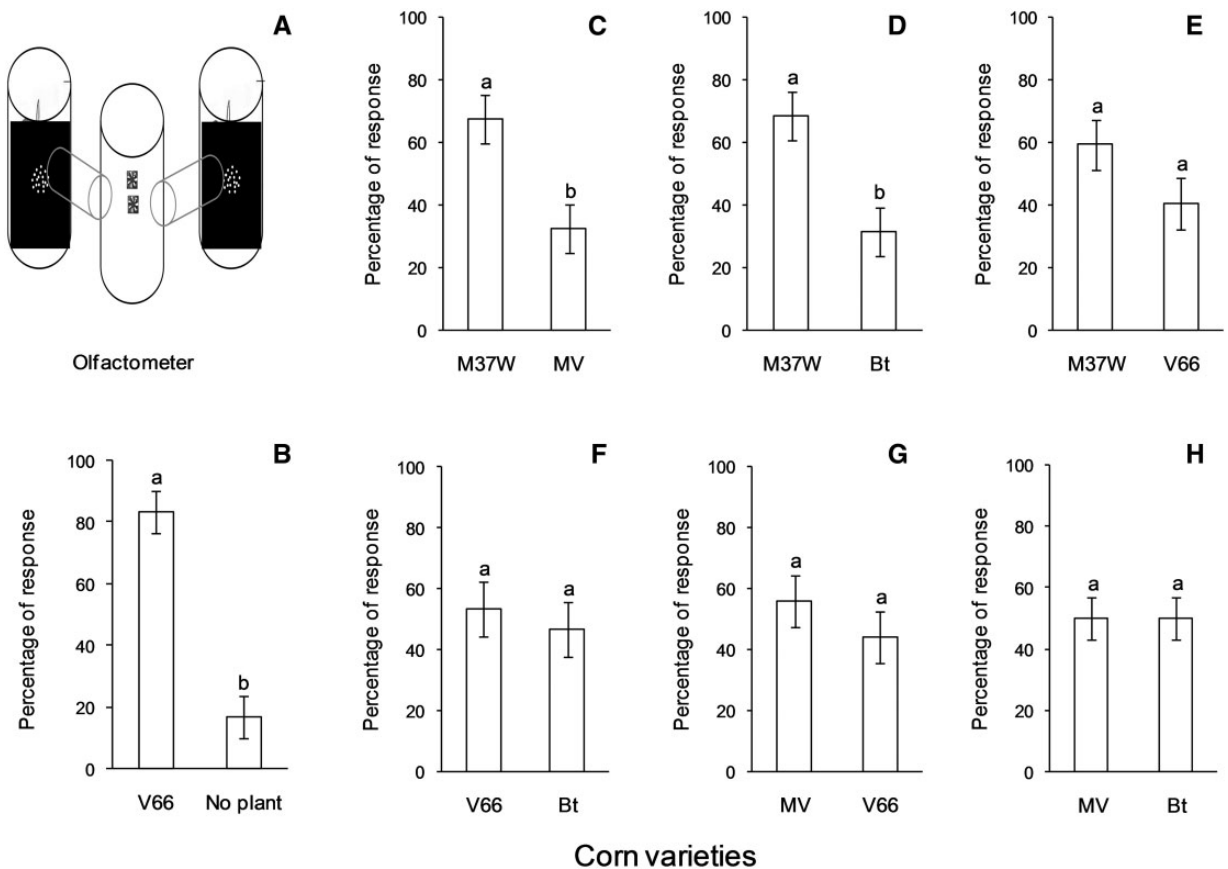 A
Olfactometer
C
Percentage of response
100
80
60
40
20
0
a
b
M37W MV
D
Percentage of response
100
80
60
40
20
0
a
b
M37W Bt
E
Percentage of response
100
80
60
40
20
0
a
a
M37W V66
B
Percentage of response
100
80
60
40
20
0
a
b
V66 No plant
F
Percentage of response
100
80
60
40
20
0
a
a
V66 Bt
G
Percentage of response
100
80
60
40
20
0
a
a
MV V66
H
Percentage of response
100
80
60
40
20
0
a
a
MV Bt
Corn varieties